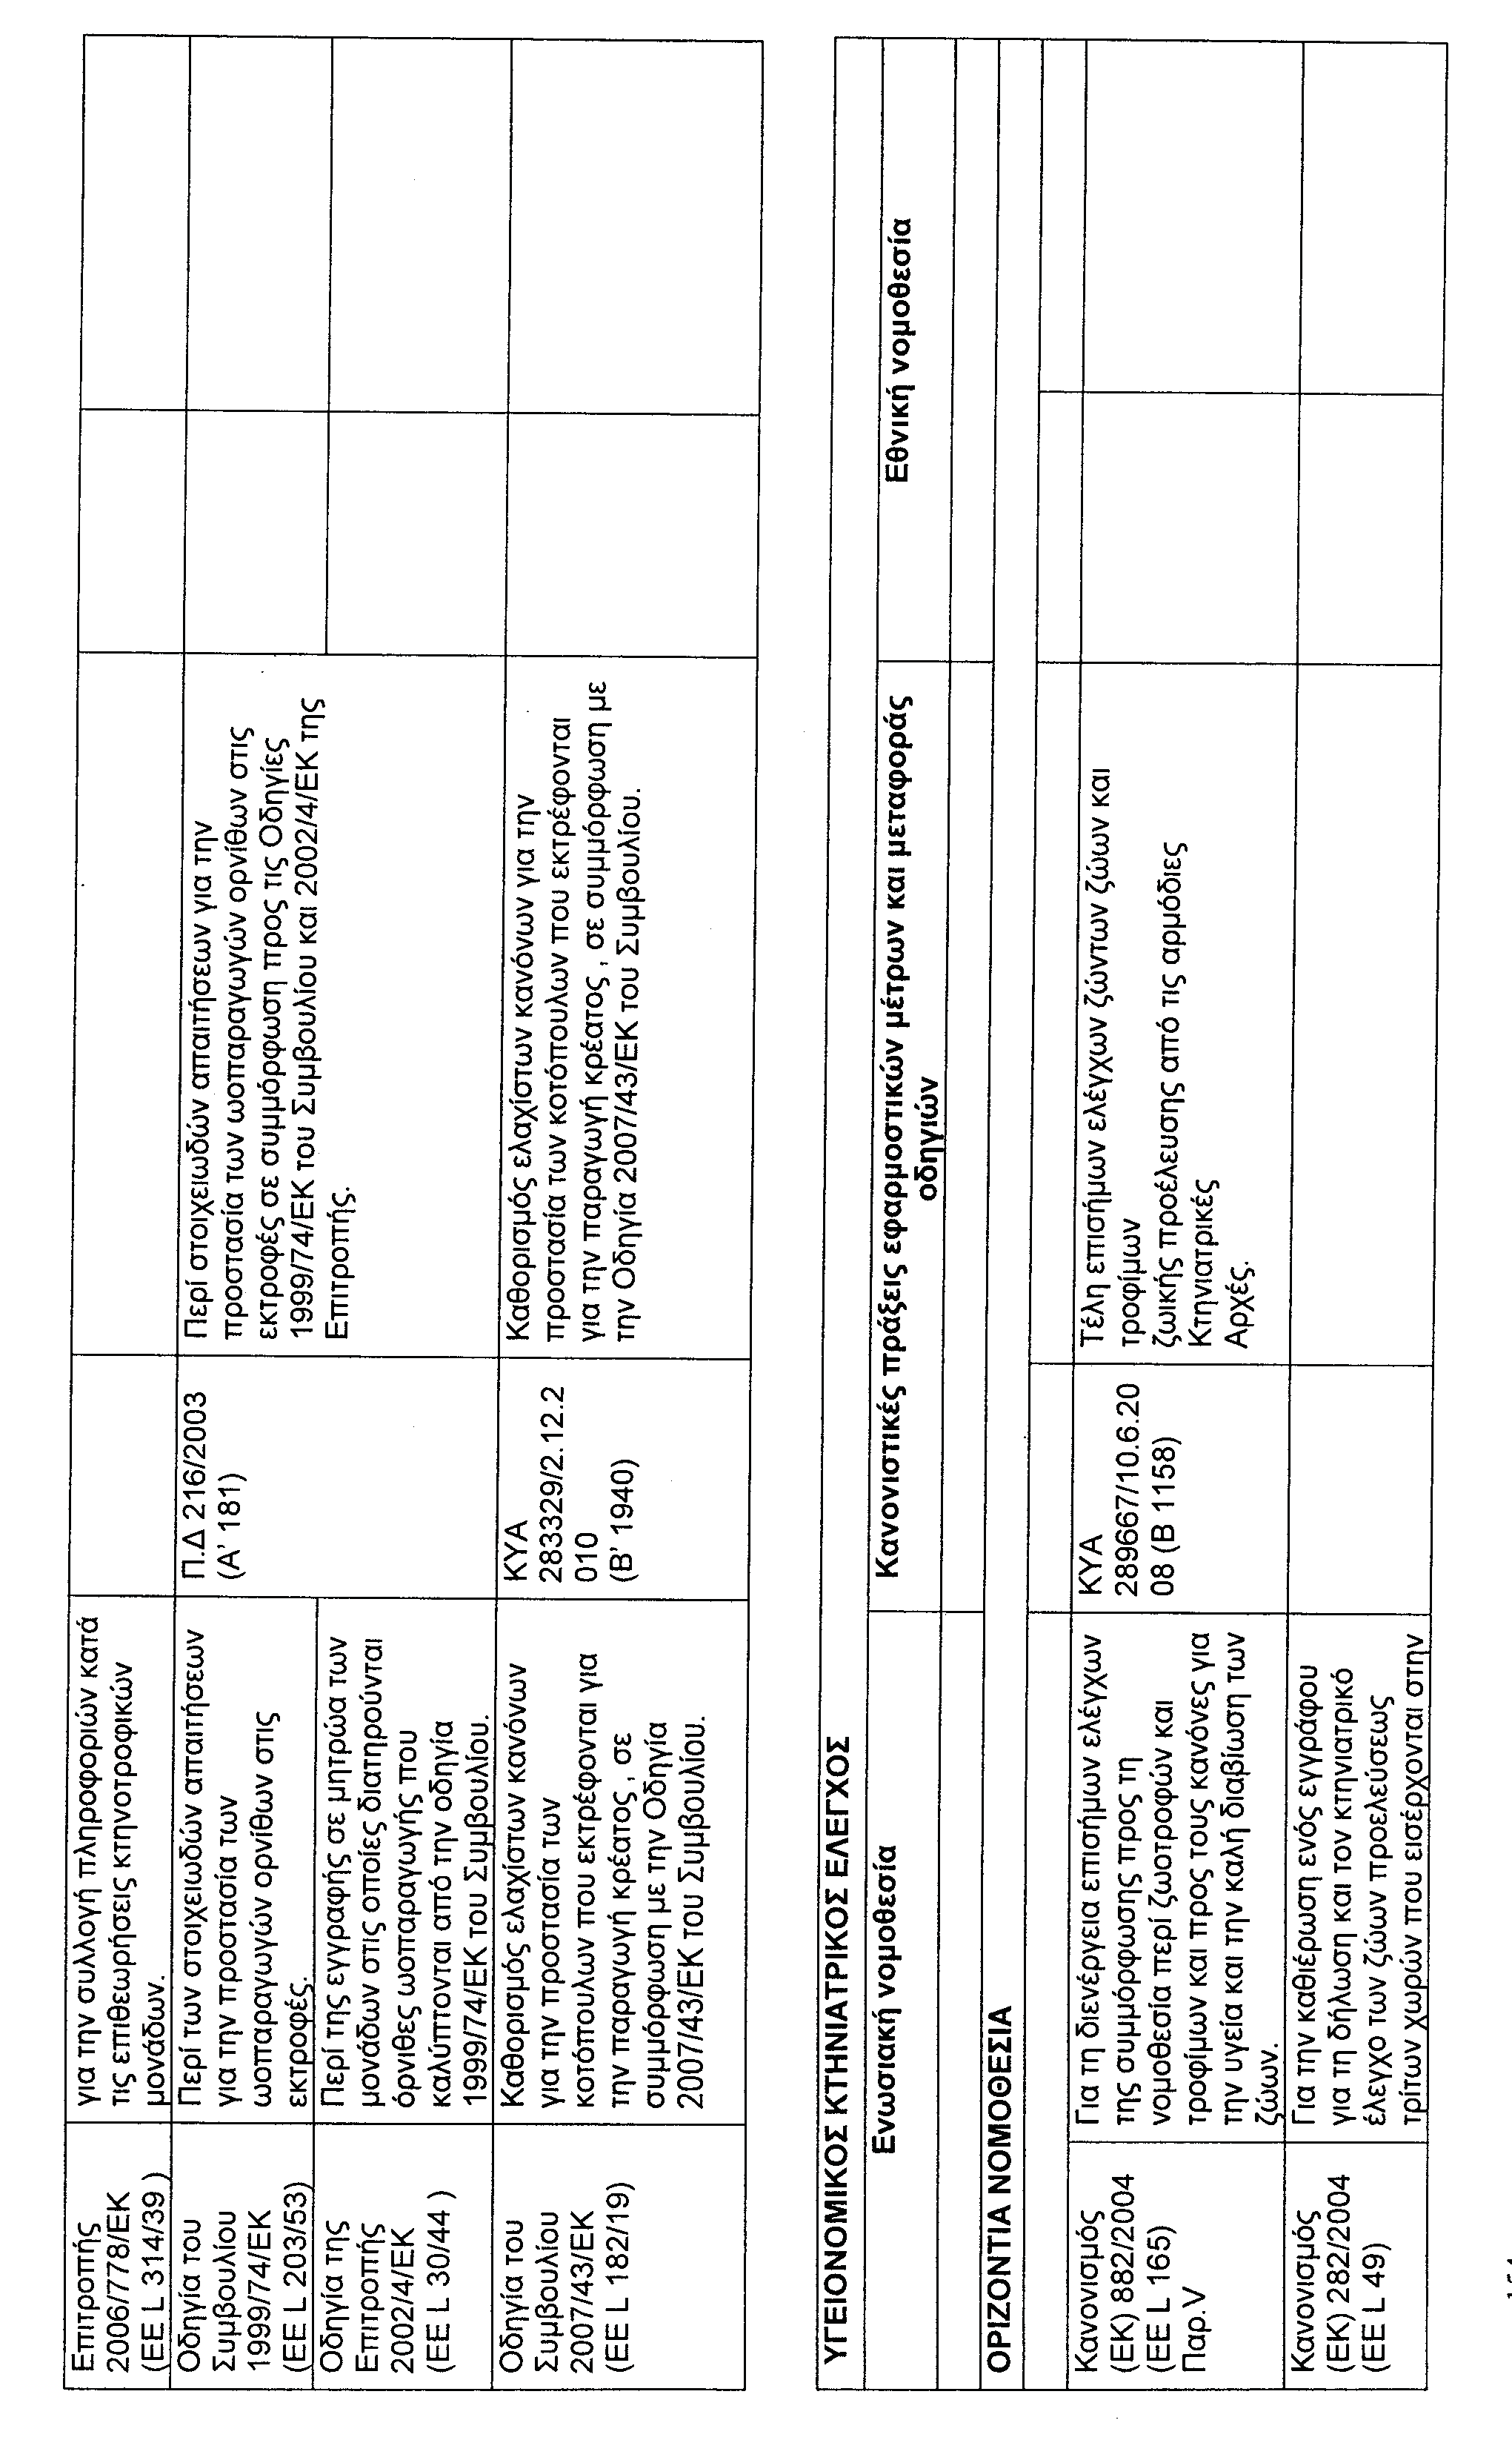 Επιτροπής
2006/778/ΕΚ
(ΕΕ L 314/39 )
για την συλλογή πληροφοριών κατά
τις επιθεωρήσεις κτηνοτροφικών
μονάδων.
Οδηγία του
Συμβουλίου
1999/74/ΕΚ
(ΕΕ L 203/53)
Περί των στοιχειωδών απαιτήσεων
για την προστασία των
ωοπαραγωγών ορνίθων στις
εκτροφές.
Π.Δ 216/2003
(Α’ 181)
Περί στοιχειωδών απαιτήσεων για την
προστασία των ωοπαραγωγών ορνίθων στις
εκτροφές σε συμμόρφωση προς τις Οδηγίες
1999/74/ΕΚ του Συμβουλίου και 2002/4/ΕΚ της
Επιτροπής.
Οδηγία της
Επιτροπής
2002/4/ΕΚ
(ΕΕ L 30/44 )
Περί της εγγραφής σε μητρώα των
μονάδων στις οποίες διατηρούνται
όρνιθες ωοπαραγωγής που
καλύπτονται από την οδηγία
1999/74/ΕΚ του Συμβουλίου.
Οδηγία του
Συμβουλίου
2007/43/ΕΚ
(ΕΕ L 182/19)
Καθορισμός ελαχίστων κανόνων
για την προστασία των
κοτόπουλων που εκτρέφονται για
την παραγωγή κρέατος , σε
συμμόρφωση με την Οδηγία
2007/43/ΕΚ του Συμβουλίου.
ΚΥΑ
283329/2.12.2
010
(Β’ 1940)
Καθορισμός ελαχίστων κανόνων για την
προστασία των κοτόπουλων που εκτρέφονται
για την παραγωγή κρέατος , σε συμμόρφωση με
την Οδηγία 2007/43/ΕΚ του Συμβουλίου.
ΥΓΕΙΟΝΟΜΙΚΟΣ ΚΤΗΝΙΑΤΡΙΚΟΣ ΕΛΕΓΧΟΣ
Ενωσιακή νομοθεσία
Κανονιστικές πράξεις εφαρμοστικών μέτρων και μεταφοράς
οδηγιών
Εθνική νομοθεσία
ΟΡΙΖΟΝΤΙΑ ΝΟΜΟΘΕΣΙΑ
Κανονισμός
(ΕΚ) 882/2004
(ΕΕ L 165)
Παρ.V
Για τη διενέργεια επισήμων ελέγχων
της συμμόρφωσης προς τη
νομοθεσία περί ζωοτροφών και
τροφίμων και προς τους κανόνες για
την υγεία και την καλή διαβίωση των
ζώων.
ΚΥΑ
289667/10.6.20
08 (Β 1158)
Τέλη επισήμων ελέγχων ζώντων ζώων και
τροφίμων
ζωικής προέλευσης από τις αρμόδιες
Κτηνιατρικές
Αρχές.
Κανονισμός
(ΕΚ) 282/2004
(ΕΕ L 49)
Για την καθιέρωση ενός εγγράφου
για τη δήλωση και τον κτηνιατρικό
έλεγχο των ζώων προελεύσεως
τρίτων χωρών που εισέρχονται στην